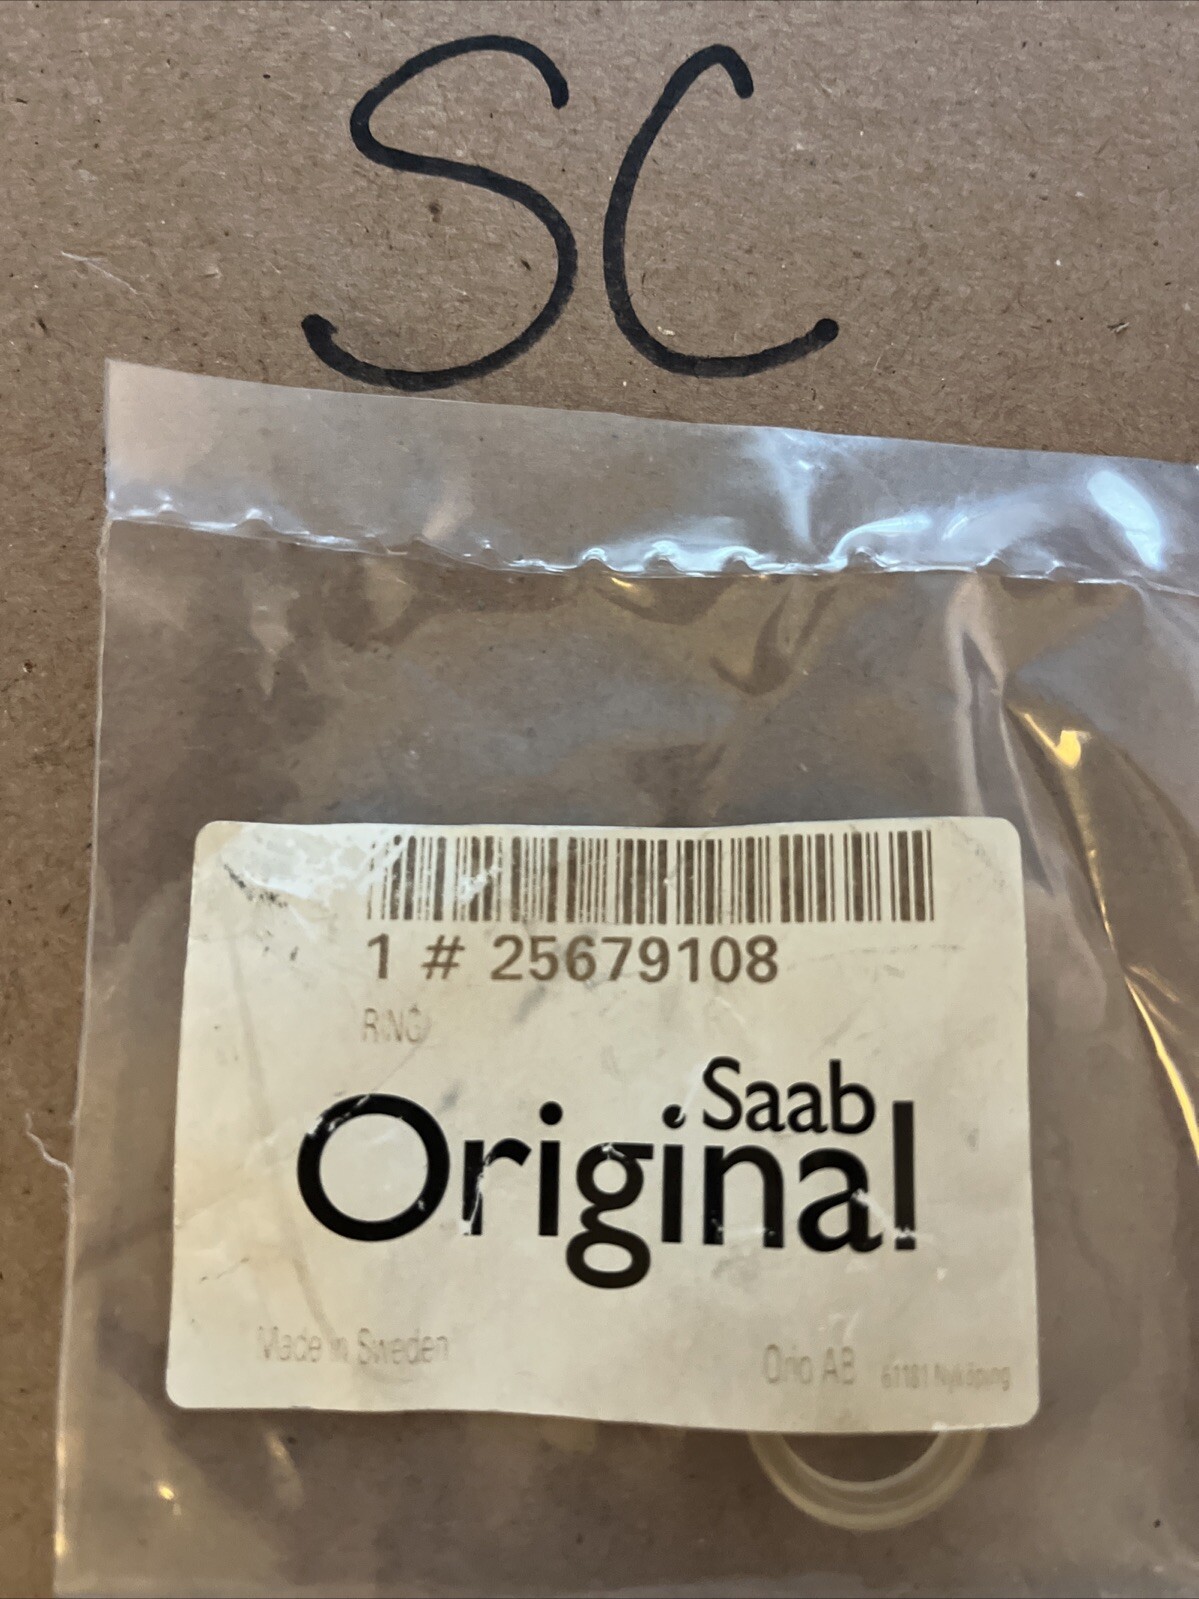 SC
1 # 25679108
RING
Saab
Original
Made in Sweden
Orio AB 61181 Nyköping